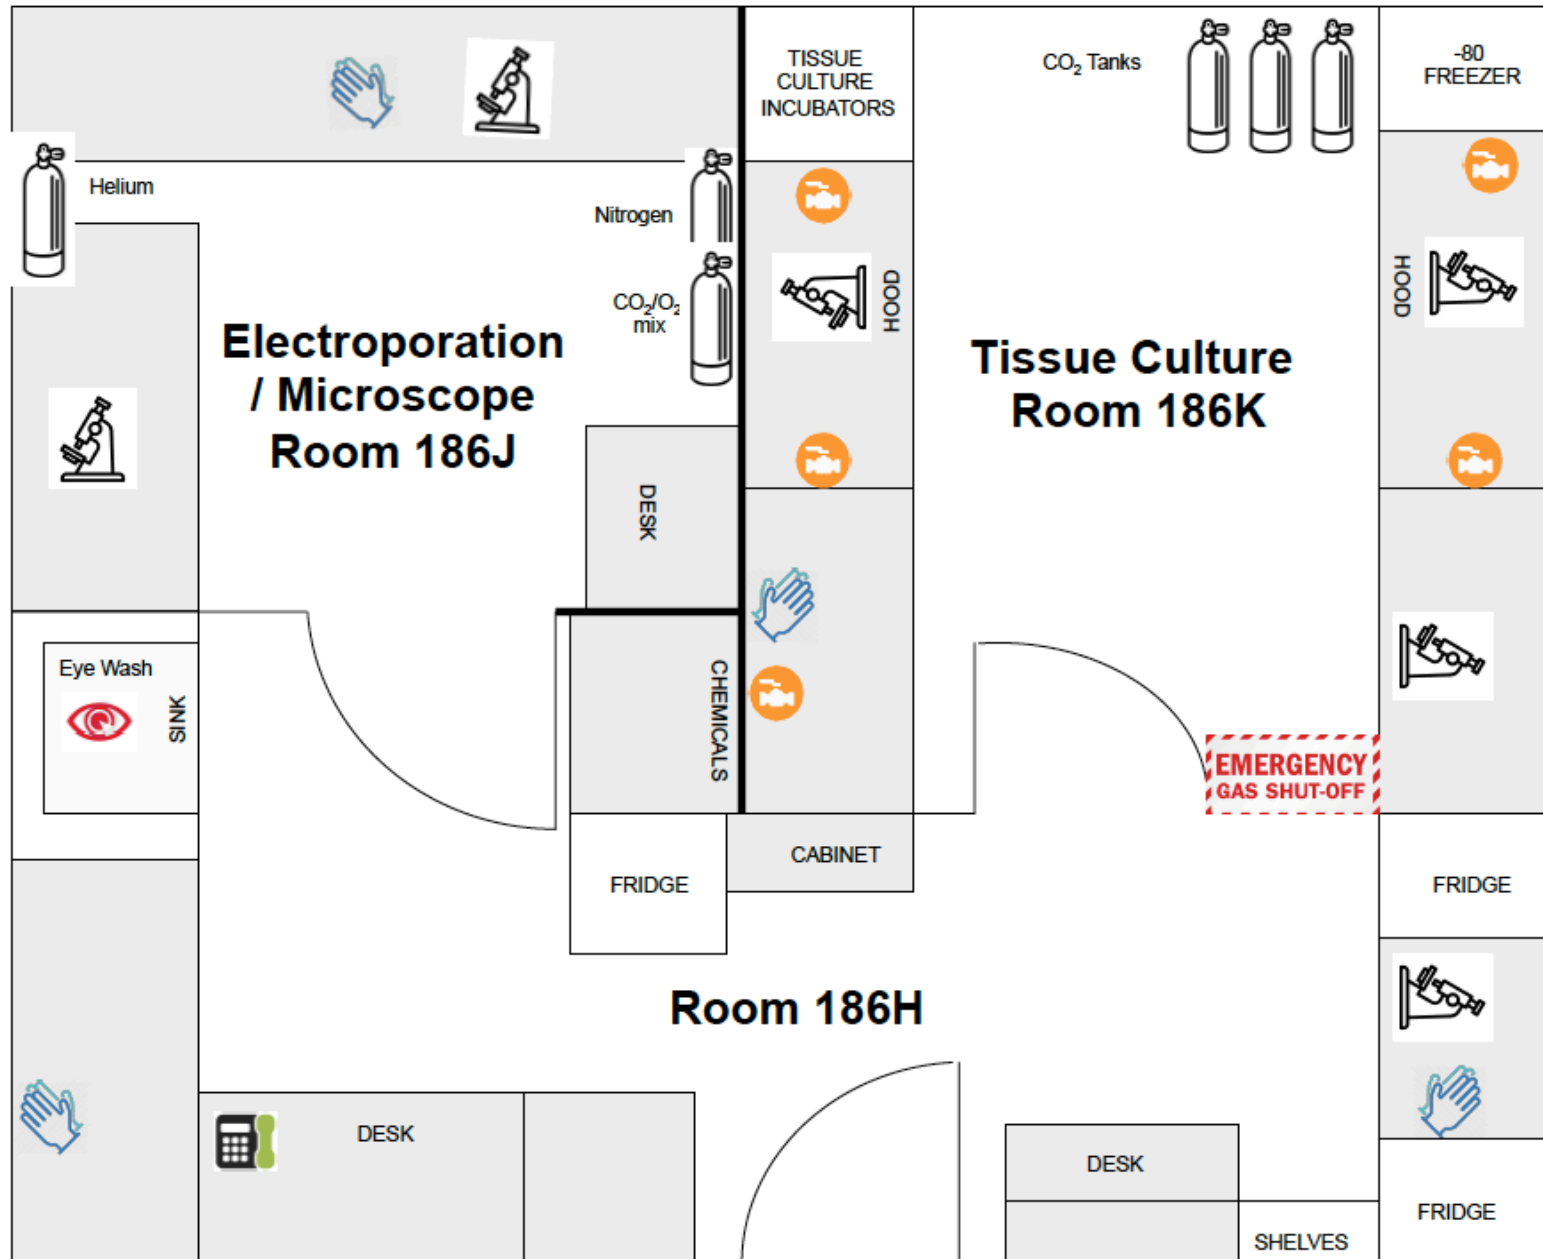 TISSUE
CULTURE
INCUBATORS
CO₂ Tanks
-80
FREEZER
Helium
Nitrogen
CO₂/O₂
mix
HOOD
HOOD
Electroporation
/ Microscope
Room 186J
Tissue Culture
Room 186K
DESK
Eye Wash
SINK
CHEMICALS
EMERGENCY
GAS SHUT-OFF
CABINET
FRIDGE
FRIDGE
Room 186H
DESK
DESK
FRIDGE
SHELVES